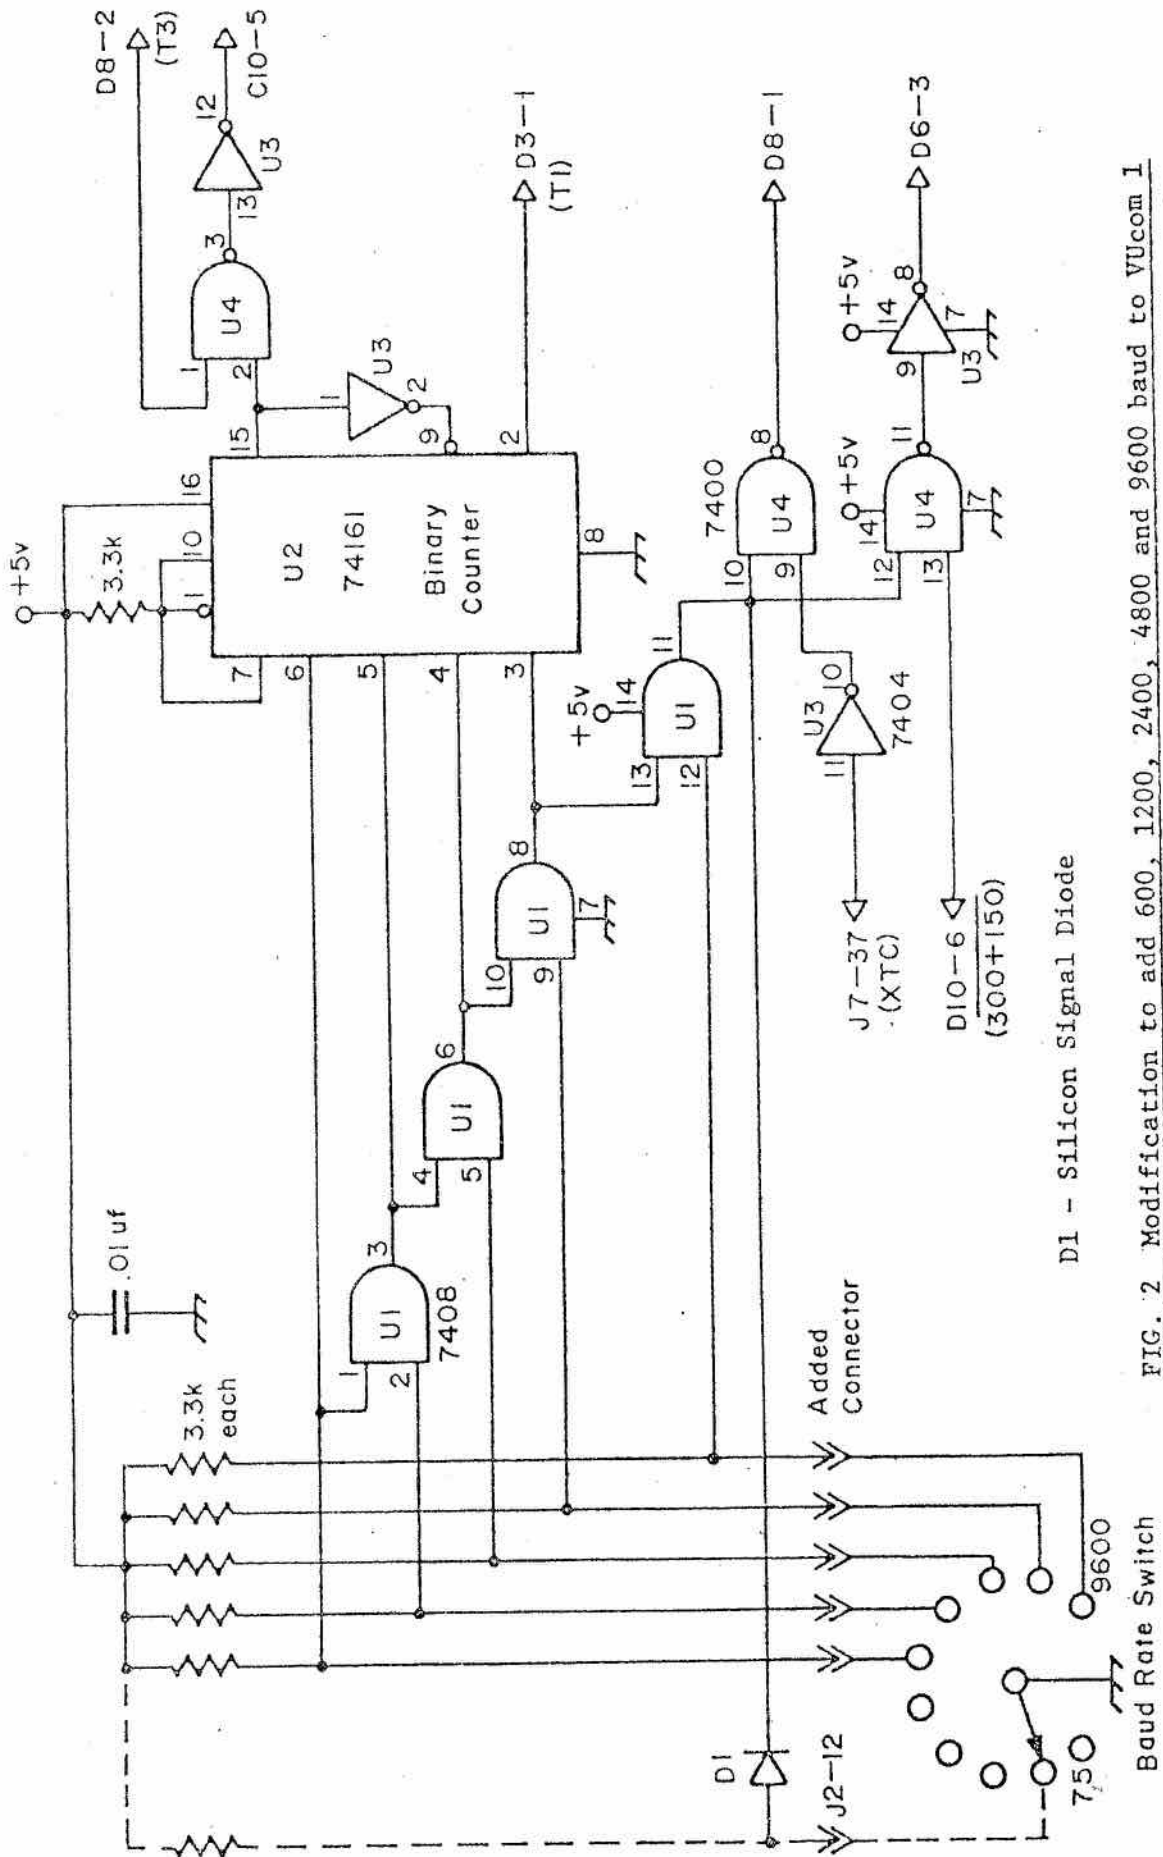 +5v
3.3k
.01 uf
3.3k
each
D8-2
(T3)
C10-5
12
U3
13
3
U4
1
2
U3
1
2
15
9
2
D3-1
(T1)
16
10
1
7
6
5
4
3
8
U2
74161
Binary
Counter
1
2
3
U1
7408
4
5
6
U1
10
9
8
U1
7
+5v
14
13
12
11
U1
7400
10
9
8
U4
D8-1
+5v
14
12
13
11
U4
7
+5v
14
9
8
7
U3
D6-3
U3
11
10
7404
J7-37
(XTC)
D10-6
(300+150)
D1
J2-12
Added
Connector
75
9600
Baud Rate Switch
D1 - Silicon Signal Diode
FIG. 2 Modification to add 600, 1200, 2400, 4800 and 9600 baud to VUcom 1